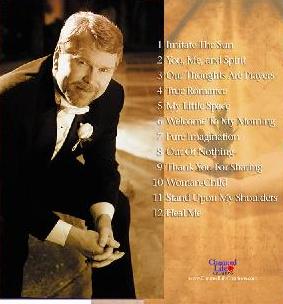 1 Imitate The Sun
2 You, Me, and Spirit
3 Our Thoughts Are Prayers
4 True Romance
5 My Little Space
6 Welcome To My Morning
7 Pure Imagination
8 Out Of Nothing
9 Thank You For Sharing
10 Woman-Child
11 Stand Upon My Shoulders
12 Heal Me
Charmed
Life